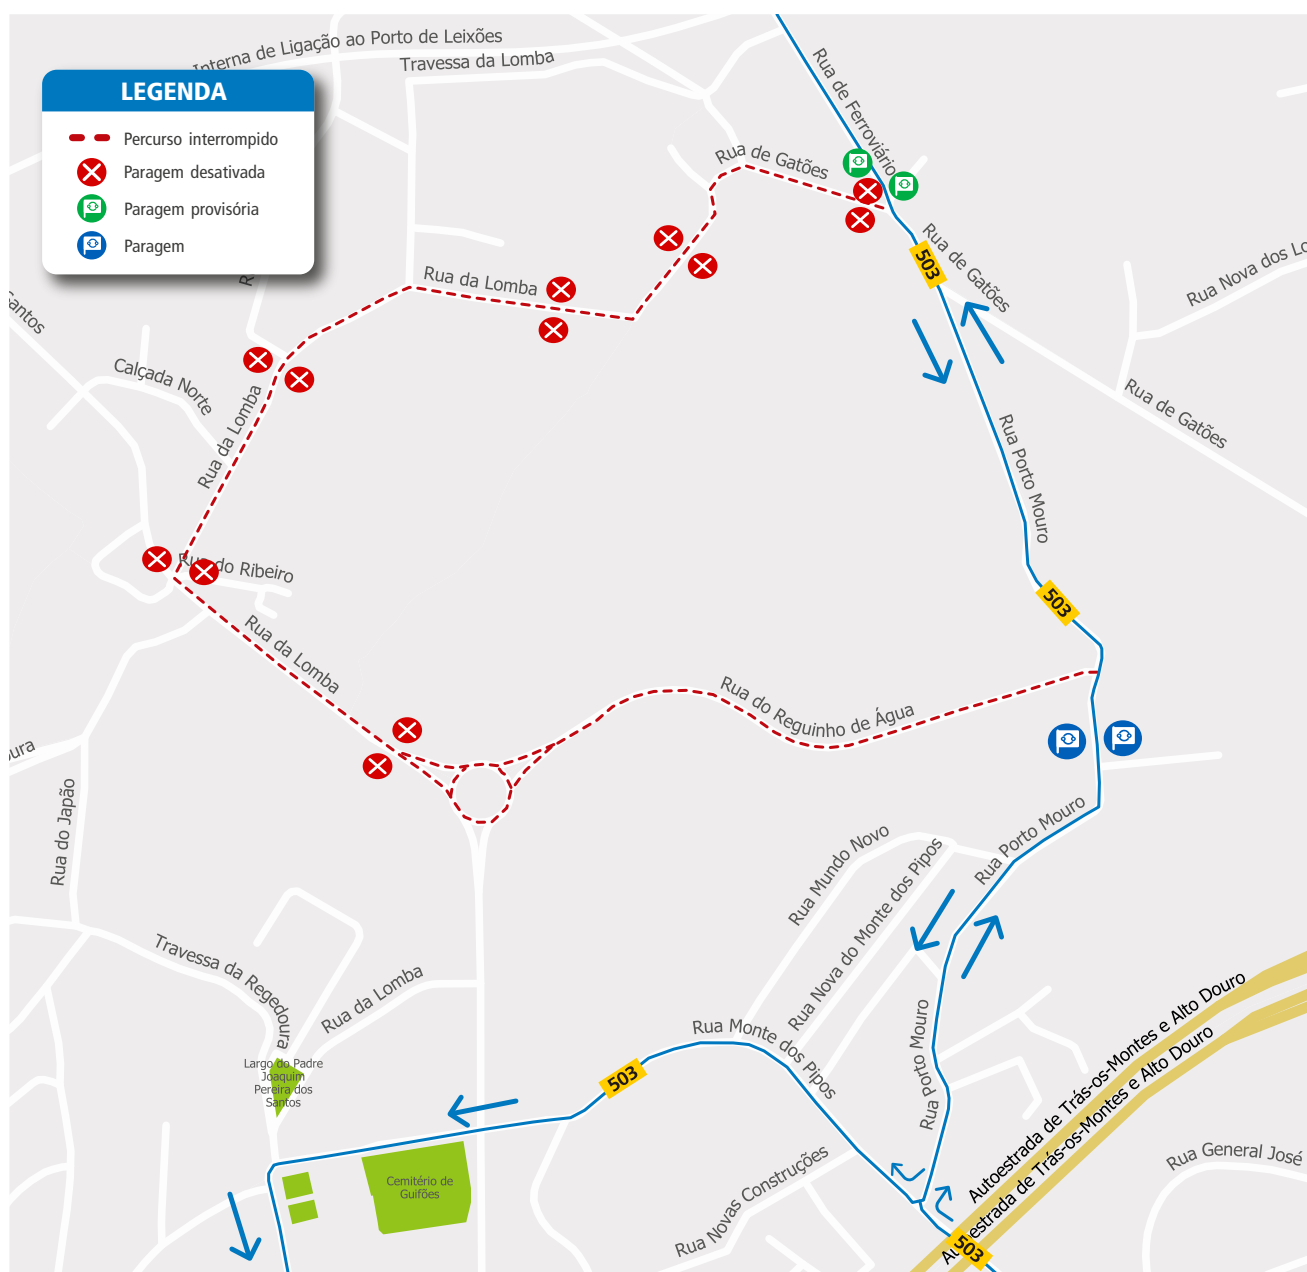 Interna de Ligação ao Porto de Leixões
Travessa da Lomba
Rua de Ferroviário
LEGENDA
Percurso interrompido
Paragem desativada
Paragem provisória
Paragem
Rua de Gatões
Rua de Gatões
503
Rua Nova dos Lo
Rua da Lomba
Santos
Calçada Norte
Rua da Lomba
Rua de Gatões
Rua Porto Mouro
Rua do Ribeiro
503
Rua da Lomba
Rua do Reguinho de Água
oura
Rua do Japão
Rua Mundo Novo
Rua Nova do Monte dos Pipos
Rua Porto Mouro
Travessa da Regedoura
Rua da Lomba
Rua Monte dos Pipos
Rua Porto Mouro
Autoestrada de Trás-os-Montes e Alto Douro
Autoestrada de Trás-os-Montes e Alto Douro
Largo do Padre
Joaquim
Pereira dos
Santos
503
Cemitério de
Guifões
Rua Novas Construções
Rua General José
503